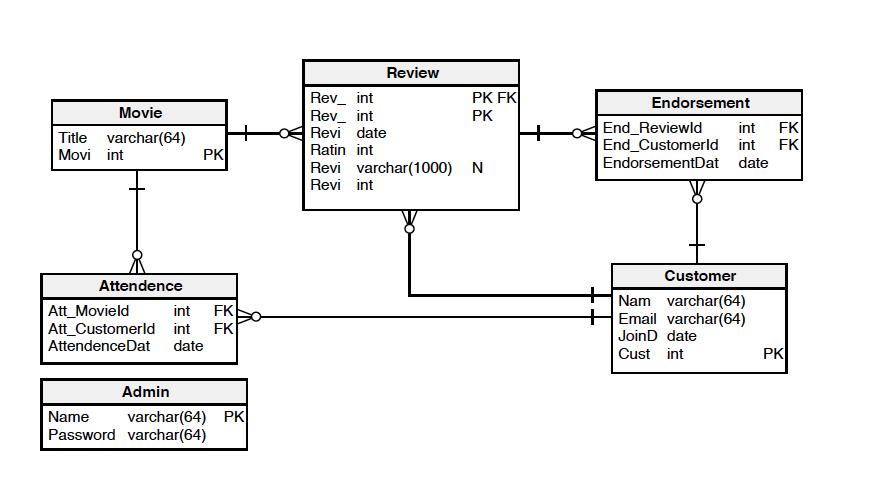 Movie
Title varchar(64)
Movi int PK
Review
Rev_ int PK FK
Rev_ int PK
Revi date
Ratin int
Revi varchar(1000) N
Revi int
Endorsement
End_ReviewId int FK
End_CustomerId int FK
EndorsementDat date
Attendence
Att_MovieId int FK
Att_CustomerId int FK
AttendenceDat date
Customer
Nam varchar(64)
Email varchar(64)
JoinD date
Cust int PK
Admin
Name varchar(64) PK
Password varchar(64)